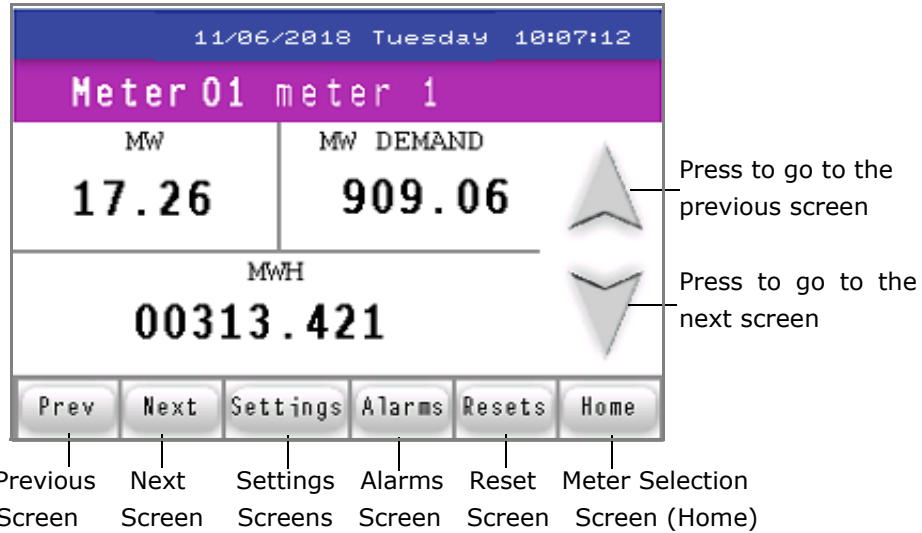 11/06/2018 Tuesday 10:07:12
Meter 01 meter 1
MW
17.26
MW DEMAND
909.06
MWH
00313.421
Press to go to the
previous screen
Press to go to the
next screen
Prev Next Settings Alarms Resets Home
Previous
Screen
Next
Screen
Settings
Screens
Alarms
Screen
Reset
Screen
Meter Selection
Screen (Home)